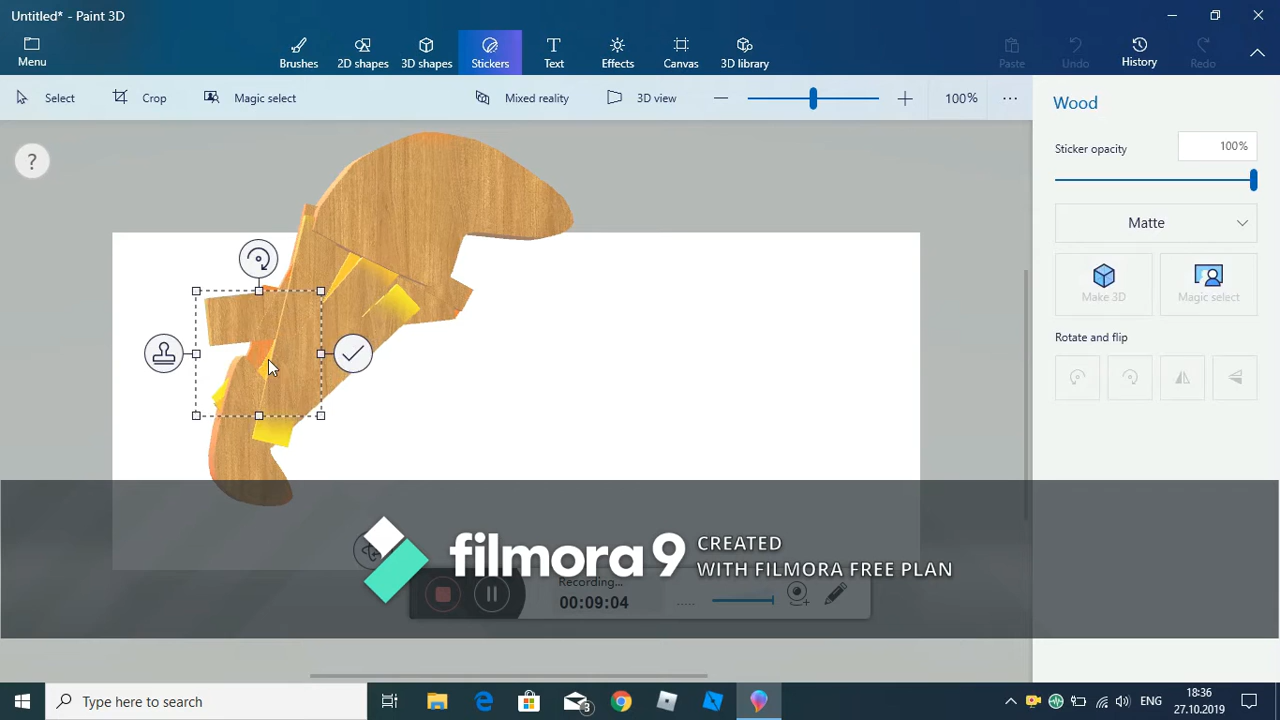 Untitled* - Paint 3D
Menu
Brushes
2D shapes
3D shapes
Stickers
Text
Effects
Canvas
3D library
Paste
Undo
History
Redo
Select
Crop
Magic select
Mixed reality
3D view
100%
Wood
?
Sticker opacity
100%
Matte
Make 3D
Magic select
Rotate and flip
filmora9
CREATED
WITH FILMORA FREE PLAN
Recording...
00:09:04
Type here to search
3
ENG
18:36
27.10.2019